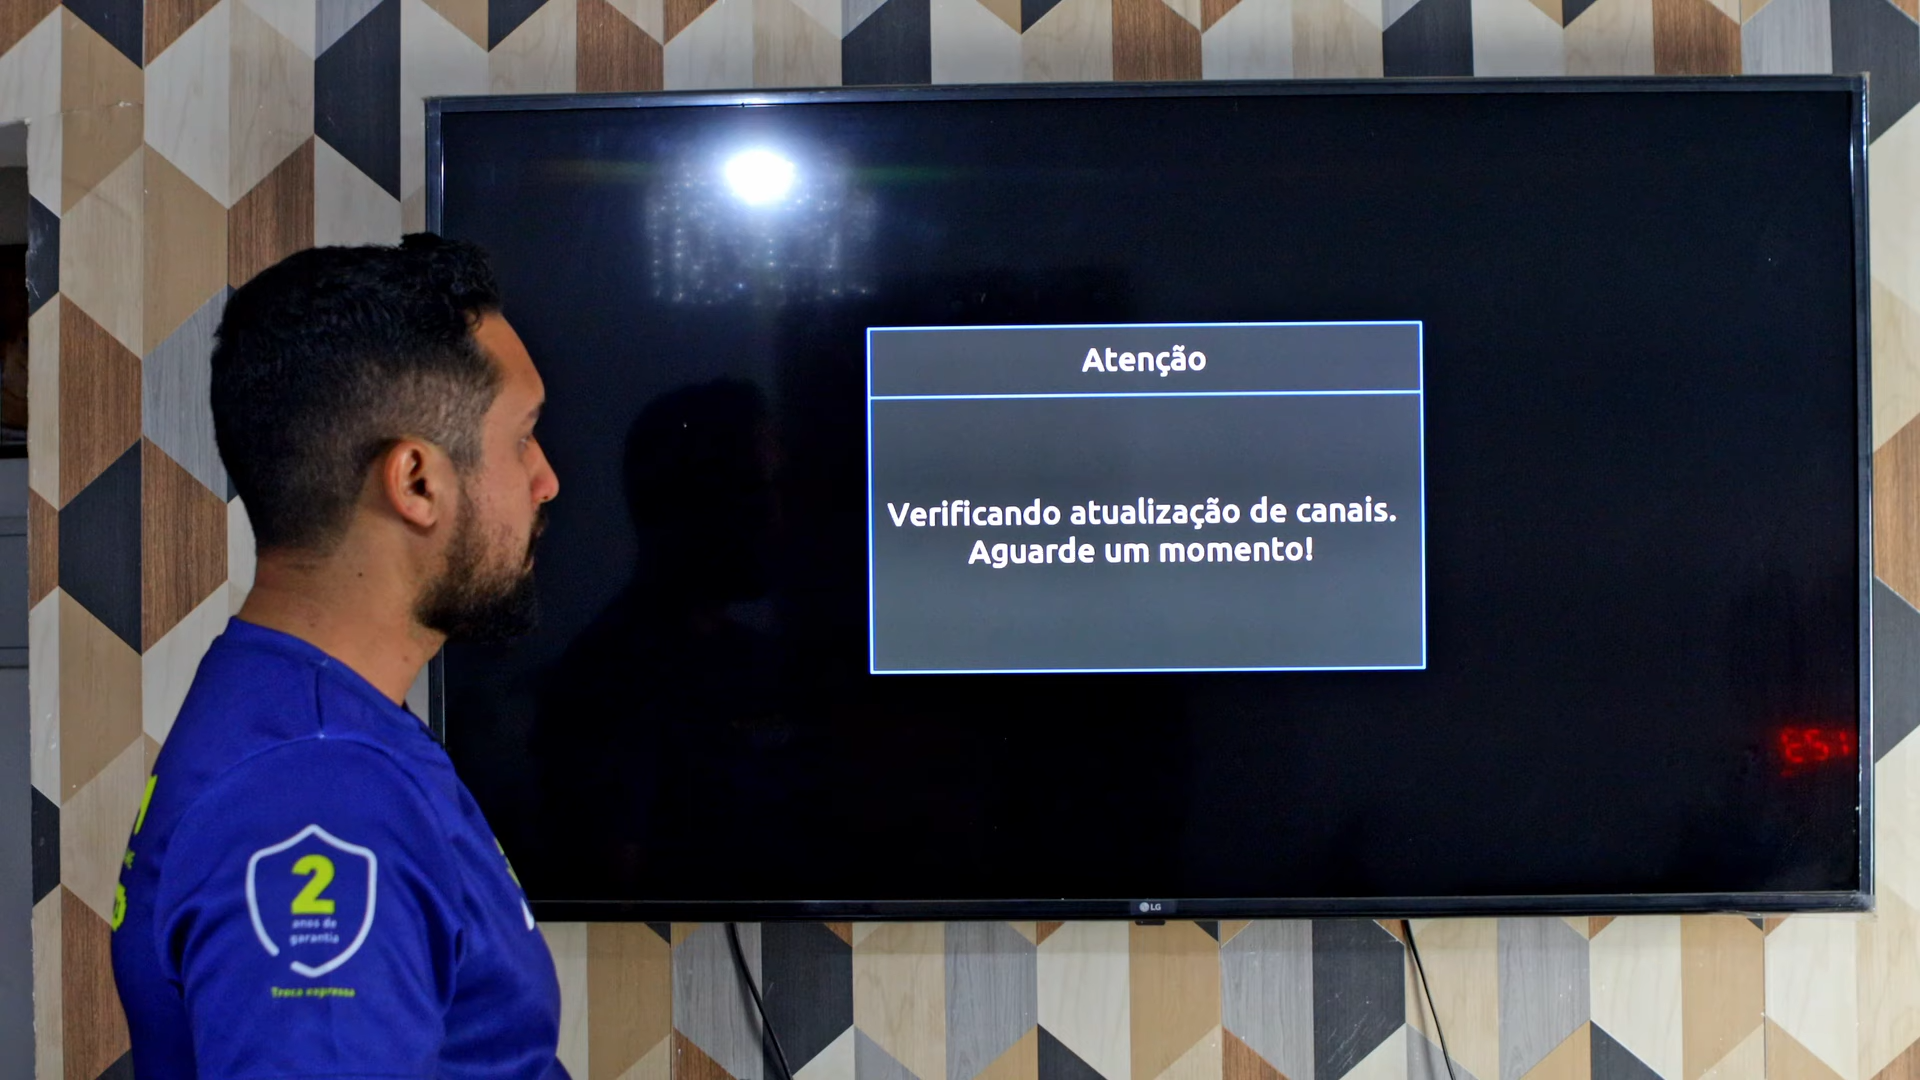 Atenção
Verificando atualização de canais.
Aguarde um momento!
LG
2
anos de
garantia
Troca expressa